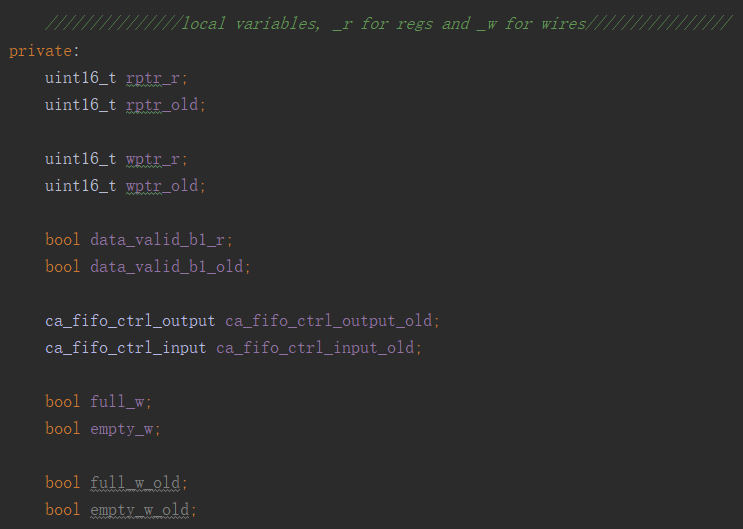 ///////////////local variables, _r for regs and _w for wires////////////////
private:
uint16_t rptr_r;
uint16_t rptr_old;
uint16_t wptr_r;
uint16_t wptr_old;
bool data_valid_b1_r;
bool data_valid_b1_old;
ca_fifo_ctrl_output ca_fifo_ctrl_output_old;
ca_fifo_ctrl_input ca_fifo_ctrl_input_old;
bool full_w;
bool empty_w;
bool full_w_old;
bool empty_w_old;